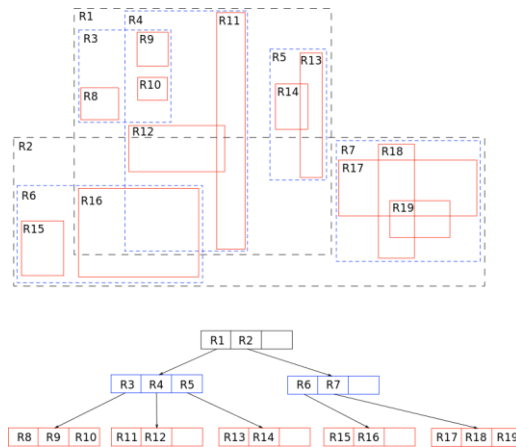 R1
R4
R11
R3
R9
R5
R13
R10
R8
R14
R12
R2
R7
R18
R17
R6
R16
R19
R15
R1 R2
R3 R4 R5
R6 R7
R8 R9 R10
R11 R12
R13 R14
R15 R16
R17 R18 R19